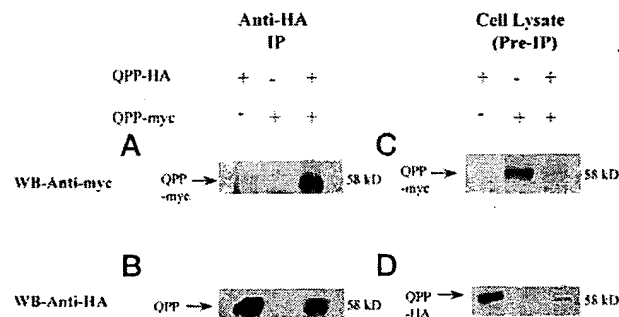 Anti-HA Cell Lysate
IP (Pre-IP)
QPP-HA + - + + - +
QPP-myc - + + - + +
A C
WB-Anti-myc QPP -myc → 58 kD QPP -myc → 58 kD
B D
WB-Anti-HA QPP → 58 kD QPP -HA → 58 kD